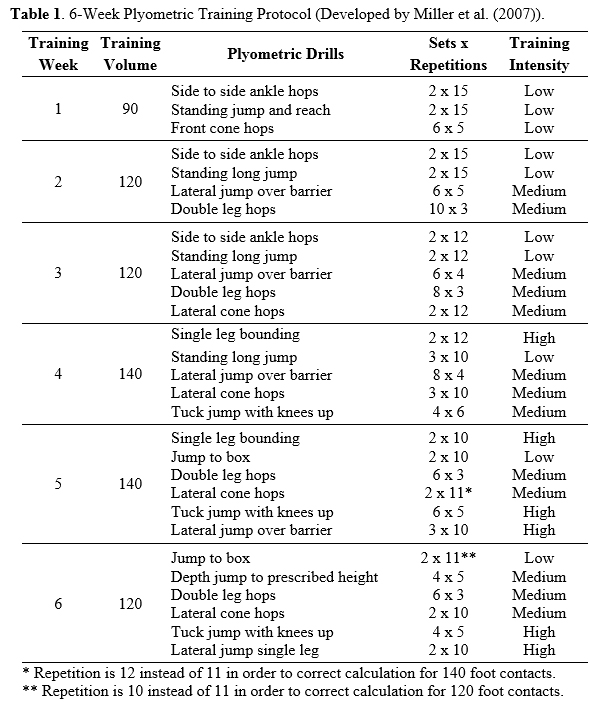 Table 1. 6-Week Plyometric Training Protocol (Developed by Miller et al. (2007)).
Training Week Training Volume Plyometric Drills Sets x Repetitions Training Intensity
1 90
Side to side ankle hops 2 x 15 Low
Standing jump and reach 2 x 15 Low
Front cone hops 6 x 5 Low
2 120
Side to side ankle hops 2 x 15 Low
Standing long jump 2 x 15 Low
Lateral jump over barrier 6 x 5 Medium
Double leg hops 10 x 3 Medium
3 120
Side to side ankle hops 2 x 12 Low
Standing long jump 2 x 12 Low
Lateral jump over barrier 6 x 4 Medium
Double leg hops 8 x 3 Medium
Lateral cone hops 2 x 12 Medium
4 140
Single leg bounding 2 x 12 High
Standing long jump 3 x 10 Low
Lateral jump over barrier 8 x 4 Medium
Lateral cone hops 3 x 10 Medium
Tuck jump with knees up 4 x 6 Medium
5 140
Single leg bounding 2 x 10 High
Jump to box 2 x 10 Low
Double leg hops 6 x 3 Medium
Lateral cone hops 2 x 11* Medium
Tuck jump with knees up 6 x 5 High
Lateral jump over barrier 3 x 10 High
6 120
Jump to box 2 x 11** Low
Depth jump to prescribed height 4 x 5 Medium
Double leg hops 6 x 3 Medium
Lateral cone hops 2 x 10 Medium
Tuck jump with knees up 4 x 5 High
Lateral jump single leg 2 x 10 High
* Repetition is 12 instead of 11 in order to correct calculation for 140 foot contacts.
** Repetition is 10 instead of 11 in order to correct calculation for 120 foot contacts.